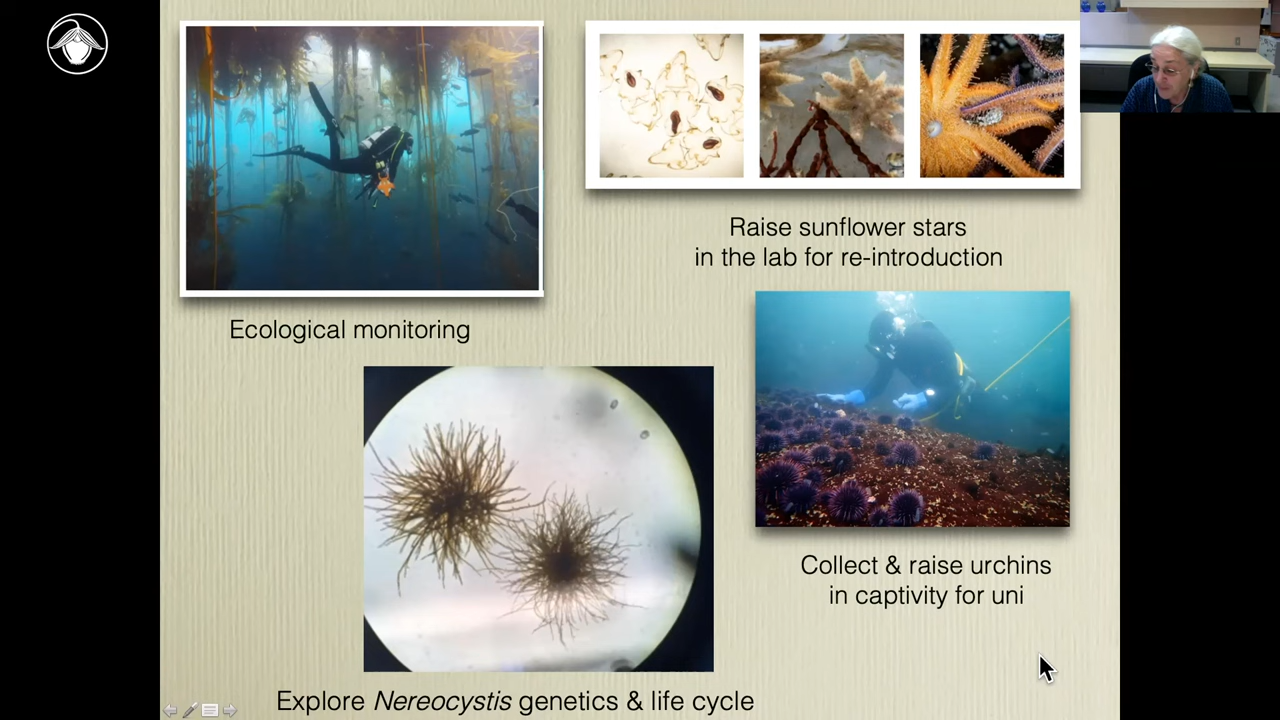 Raise sunflower stars
in the lab for re-introduction
Ecological monitoring
Collect & raise urchins
in captivity for uni
Explore Nereocystis genetics & life cycle